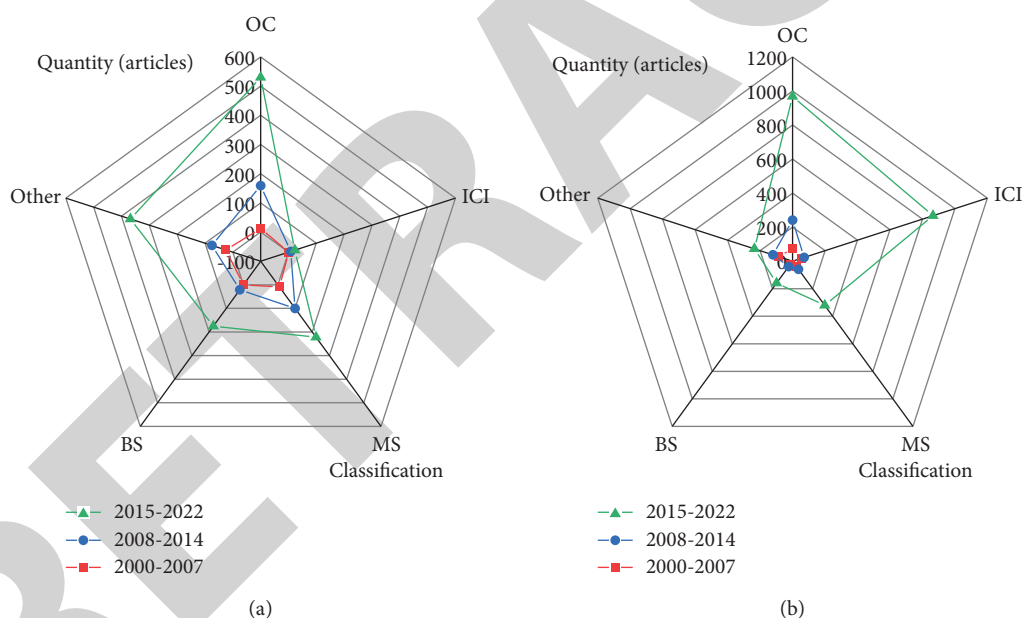 OC
Quantity (articles)
600
500
400
300
200
100
0
-100
Other
ICI
BS
MS
Classification
2015-2022
2008-2014
2000-2007
(a)
OC
Quantity (articles)
1200
1000
800
600
400
200
0
Other
ICI
BS
MS
Classification
2015-2022
2008-2014
2000-2007
(b)
RETRAC